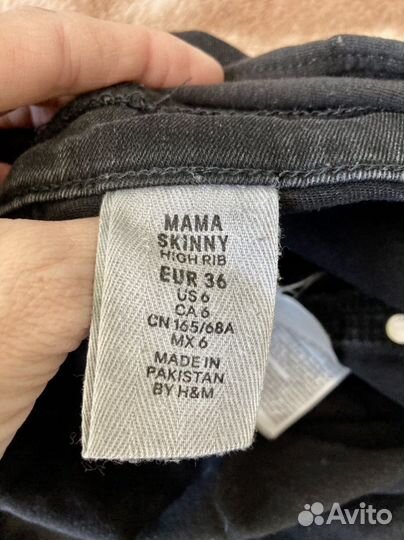 MAMA
SKINNY
HIGH RIB
EUR 36
US 6
CA 6
CN 165/68A
MX 6
MADE IN
PAKISTAN
BY H&M
Avito